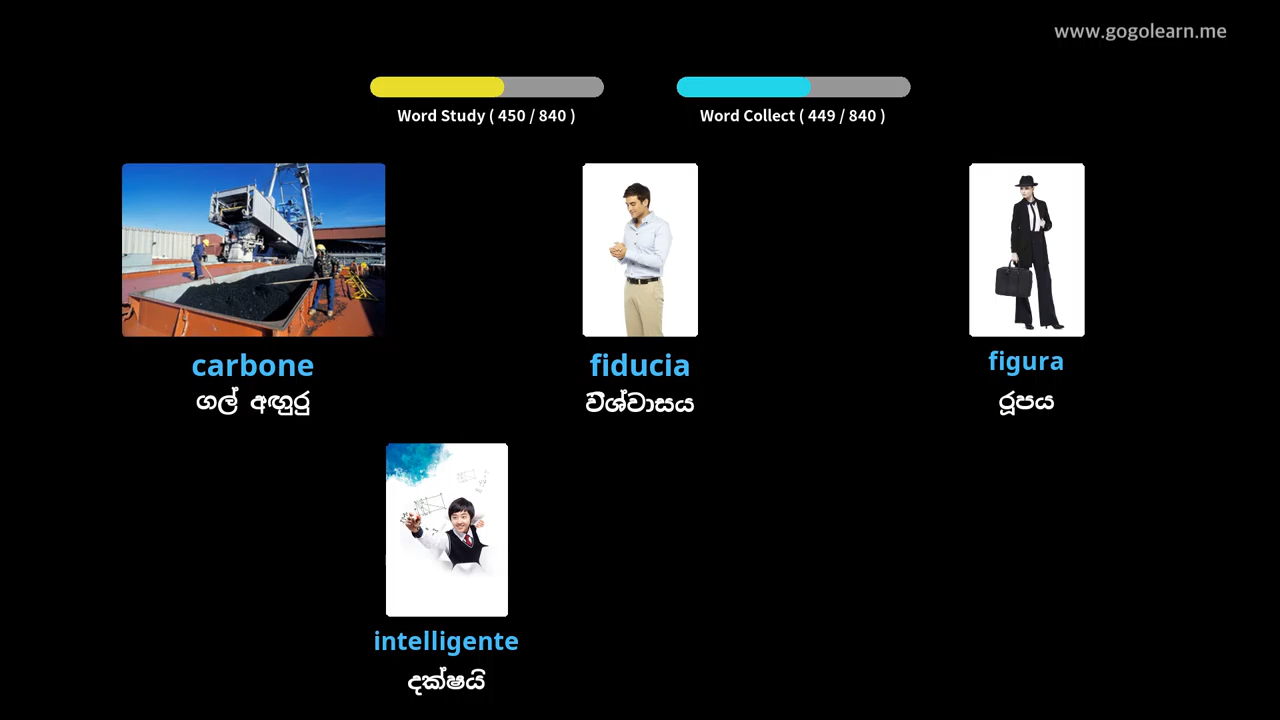 www.gogolearn.me
Word Study ( 450 / 840 )
Word Collect ( 449 / 840 )
carbone
ගල් අඟුරු
fiducia
විශ්වාසය
figura
රූපය
intelligente
දක්ෂයි